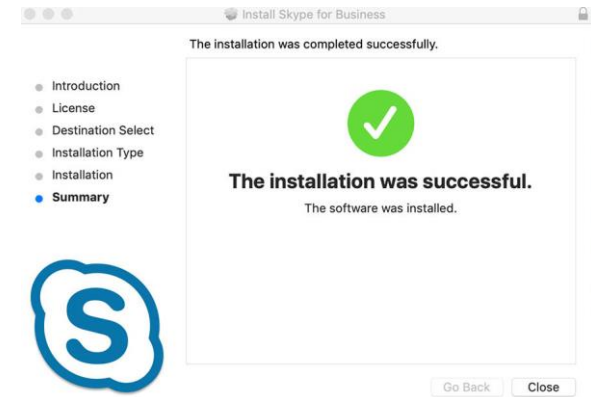 Install Skype for Business
The installation was completed successfully.
Introduction
License
Destination Select
Installation Type
Installation
Summary
The installation was successful.
The software was installed.
S
Go Back
Close